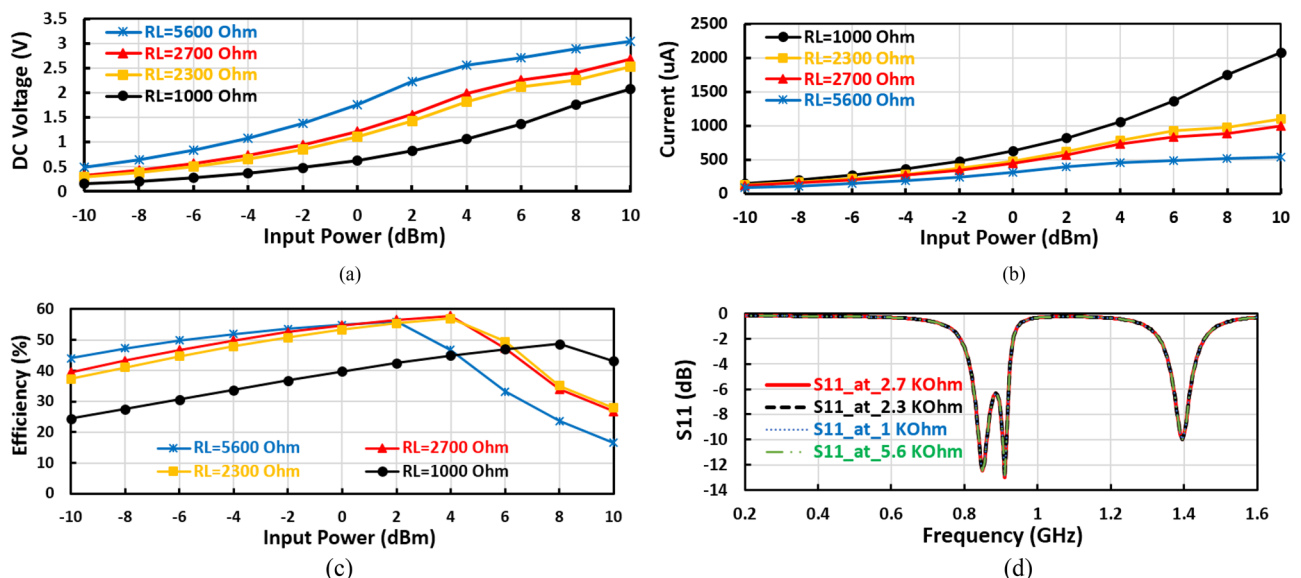 3.5
3
2.5
2
1.5
1
0.5
0
DC Voltage (V)
RL=5600 Ohm
RL=2700 Ohm
RL=2300 Ohm
RL=1000 Ohm
-10 -8 -6 -4 -2 0 2 4 6 8 10
Input Power (dBm)
(a)
2500
2000
1500
1000
500
0
Current (uA)
RL=1000 Ohm
RL=2300 Ohm
RL=2700 Ohm
RL=5600 Ohm
-10 -8 -6 -4 -2 0 2 4 6 8 10
Input Power (dBm)
(b)
60
50
40
30
20
10
0
Efficiency (%)
RL=5600 Ohm RL=2700 Ohm
RL=2300 Ohm RL=1000 Ohm
-10 -8 -6 -4 -2 0 2 4 6 8 10
Input Power (dBm)
(c)
0
-2
-4
-6
-8
-10
-12
-14
S11 (dB)
S11_at_2.7 KOhm
S11_at_2.3 KOhm
S11_at_1 KOhm
S11_at_5.6 KOhm
0.2 0.4 0.6 0.8 1 1.2 1.4 1.6
Frequency (GHz)
(d)